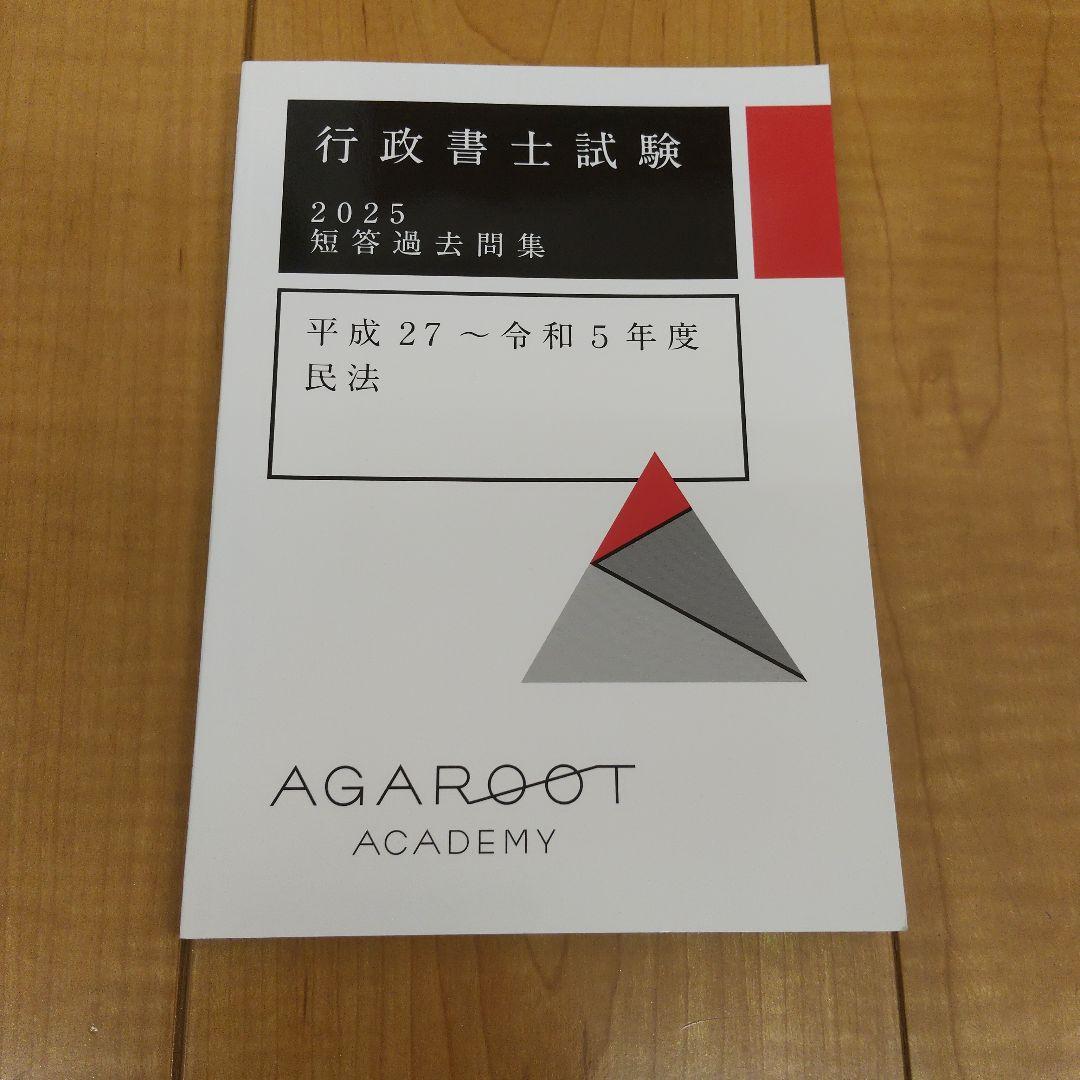 行政書士試験
2025
短答過去問集
平成27～令和5年度
民法
AGAROOT
ACADEMY